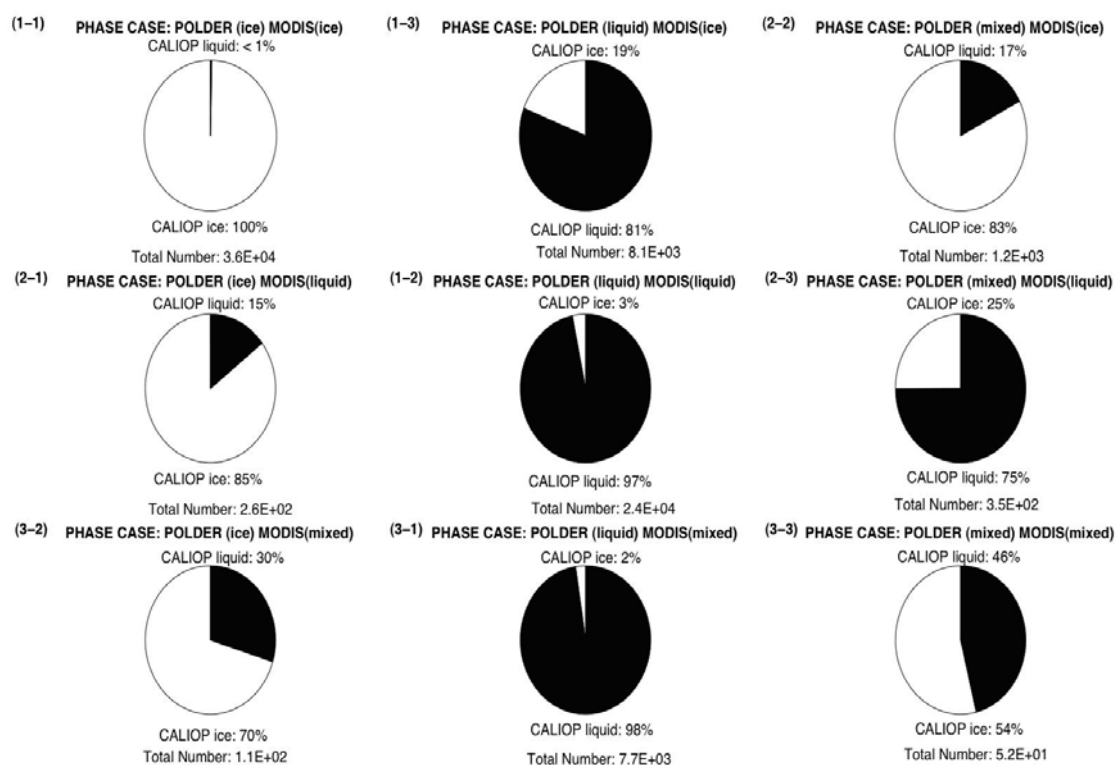 (1–1) PHASE CASE: POLDER (ice) MODIS(ice)
CALIOP liquid: < 1%
CALIOP ice: 100%
Total Number: 3.6E+04
(1–3) PHASE CASE: POLDER (liquid) MODIS(ice)
CALIOP ice: 19%
CALIOP liquid: 81%
Total Number: 8.1E+03
(2–2) PHASE CASE: POLDER (mixed) MODIS(ice)
CALIOP liquid: 17%
CALIOP ice: 83%
Total Number: 1.2E+03
(2–1) PHASE CASE: POLDER (ice) MODIS(liquid)
CALIOP liquid: 15%
CALIOP ice: 85%
Total Number: 2.6E+02
(1–2) PHASE CASE: POLDER (liquid) MODIS(liquid)
CALIOP ice: 3%
CALIOP liquid: 97%
Total Number: 2.4E+04
(2–3) PHASE CASE: POLDER (mixed) MODIS(liquid)
CALIOP ice: 25%
CALIOP liquid: 75%
Total Number: 3.5E+02
(3–2) PHASE CASE: POLDER (ice) MODIS(mixed)
CALIOP liquid: 30%
CALIOP ice: 70%
Total Number: 1.1E+02
(3–1) PHASE CASE: POLDER (liquid) MODIS(mixed)
CALIOP ice: 2%
CALIOP liquid: 98%
Total Number: 7.7E+03
(3–3) PHASE CASE: POLDER (mixed) MODIS(mixed)
CALIOP liquid: 46%
CALIOP ice: 54%
Total Number: 5.2E+01